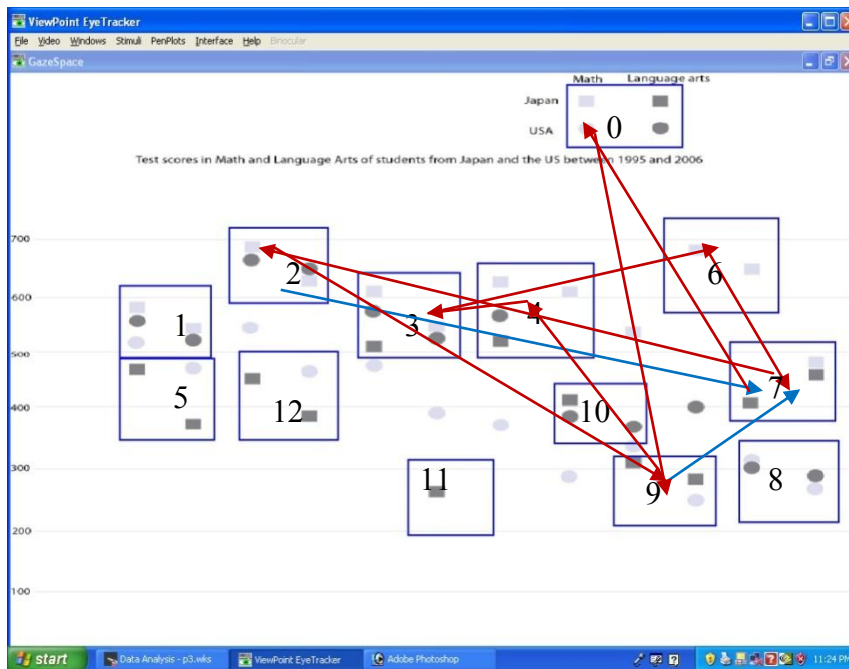 ViewPoint EyeTracker
File Video Windows Stimuli PenPlots Interface Help Binocular
GazeSpace
Math Language arts
Japan
USA
0
Test scores in Math and Language Arts of students from Japan and the US between 1995 and 2006
700
2
6
600
1
3
4
500
5
12
10
7
400
300
11
9
8
200
100
start
Data Analysis - p3.wks
ViewPoint EyeTracker
Adobe Photoshop
11:24 PM